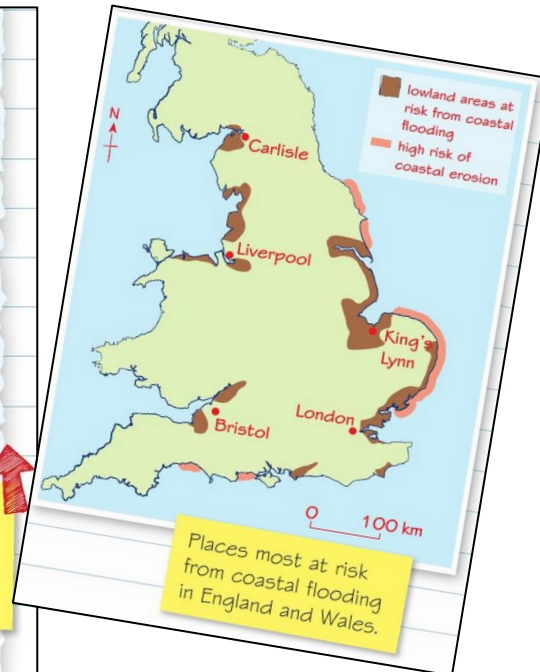 lowland areas at
risk from coastal
flooding
high risk of
coastal erosion
N
Carlisle
Liverpool
King's
Lynn
London
Bristol
0 100 km
Places most at risk
from coastal flooding
in England and Wales.